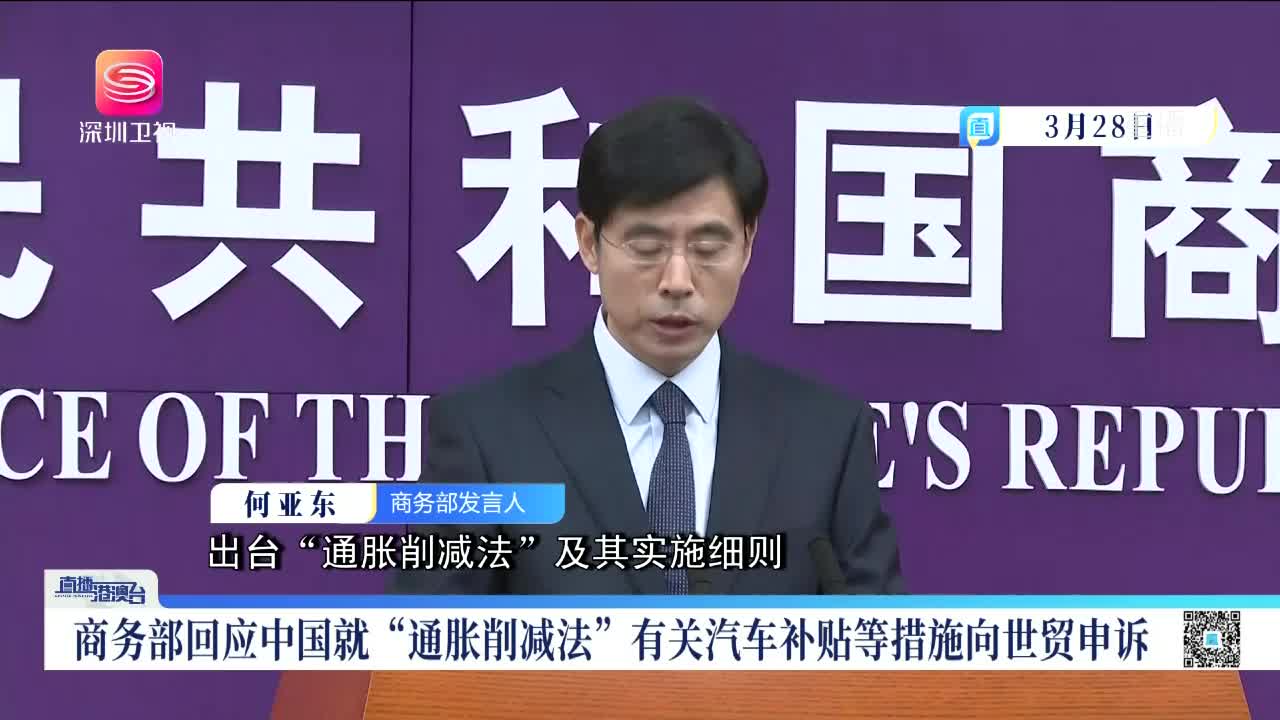 深圳卫视
3月28日
民共和国商
CE OF TH E'S REPU
何亚东
商务部发言人
出台“通胀削减法”及其实施细则
直播港澳台
商务部回应中国就“通胀削减法”有关汽车补贴等措施向世贸申诉
直